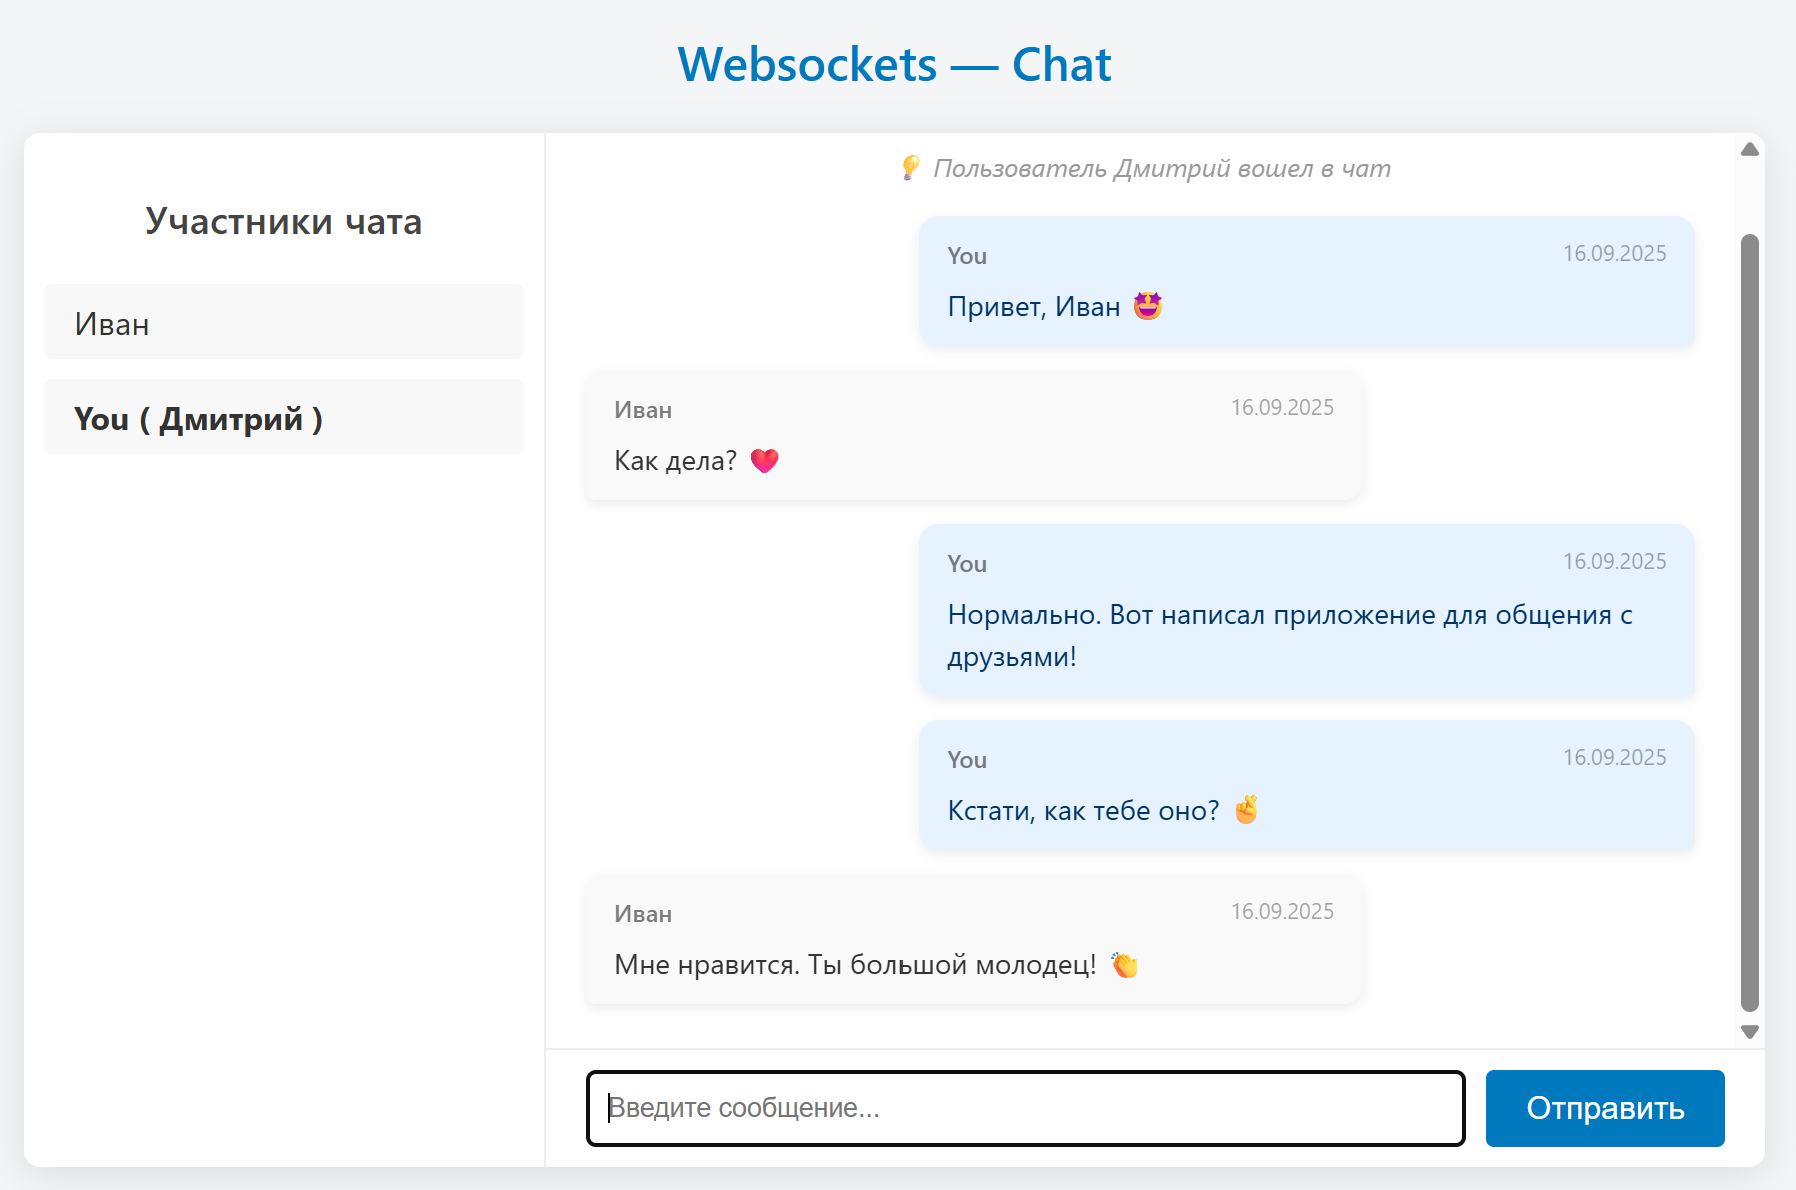 Websockets — Chat
Участники чата
Иван
You ( Дмитрий )
💡 Пользователь Дмитрий вошел в чат
You 16.09.2025
Привет, Иван 🤩
Иван 16.09.2025
Как дела? ❤️
You 16.09.2025
Нормально. Вот написал приложение для общения с
друзьями!
You 16.09.2025
Кстати, как тебе оно? 🤞
Иван 16.09.2025
Мне нравится. Ты большой молодец! 👏
Введите сообщение...
Отправить